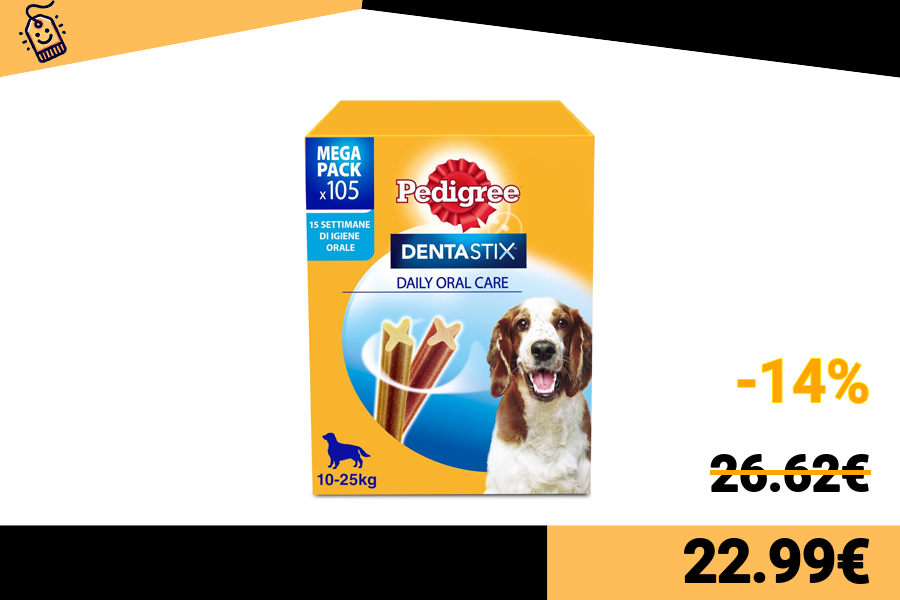 MEGA
PACK
x105
15 SETTIMANE
DI IGIENE
ORALE
Pedigree
DENTASTIX
DAILY ORAL CARE
10-25kg
-14%
26.62€
22.99€